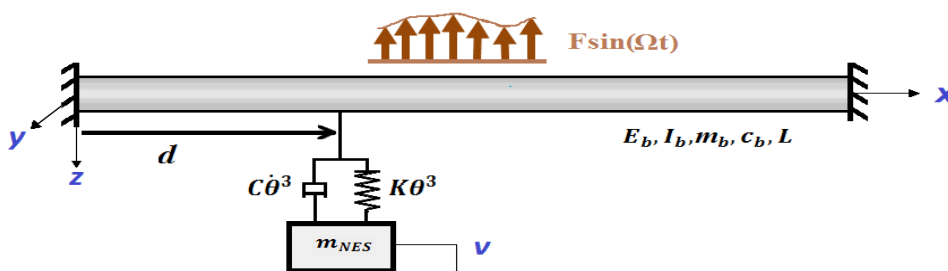 Fsin(Ωt)
x
y
z
d
E_b, I_b, m_b, c_b, L
Cθ̇³
Kθ³
m_NES
v